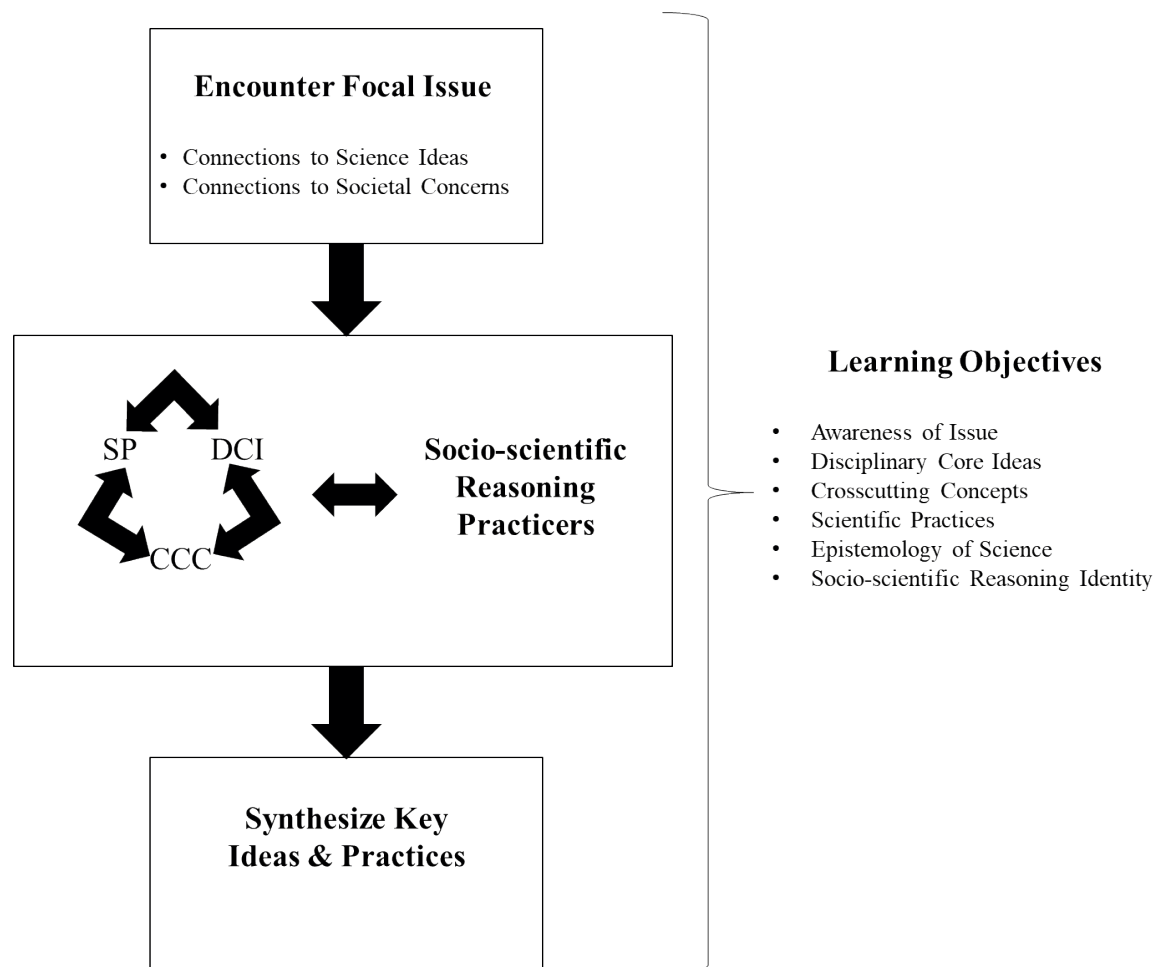 Encounter Focal Issue
• Connections to Science Ideas
• Connections to Societal Concerns
SP DCI
CCC
Socio-scientific
Reasoning
Practicers
Synthesize Key
Ideas & Practices
Learning Objectives
• Awareness of Issue
• Disciplinary Core Ideas
• Crosscutting Concepts
• Scientific Practices
• Epistemology of Science
• Socio-scientific Reasoning Identity